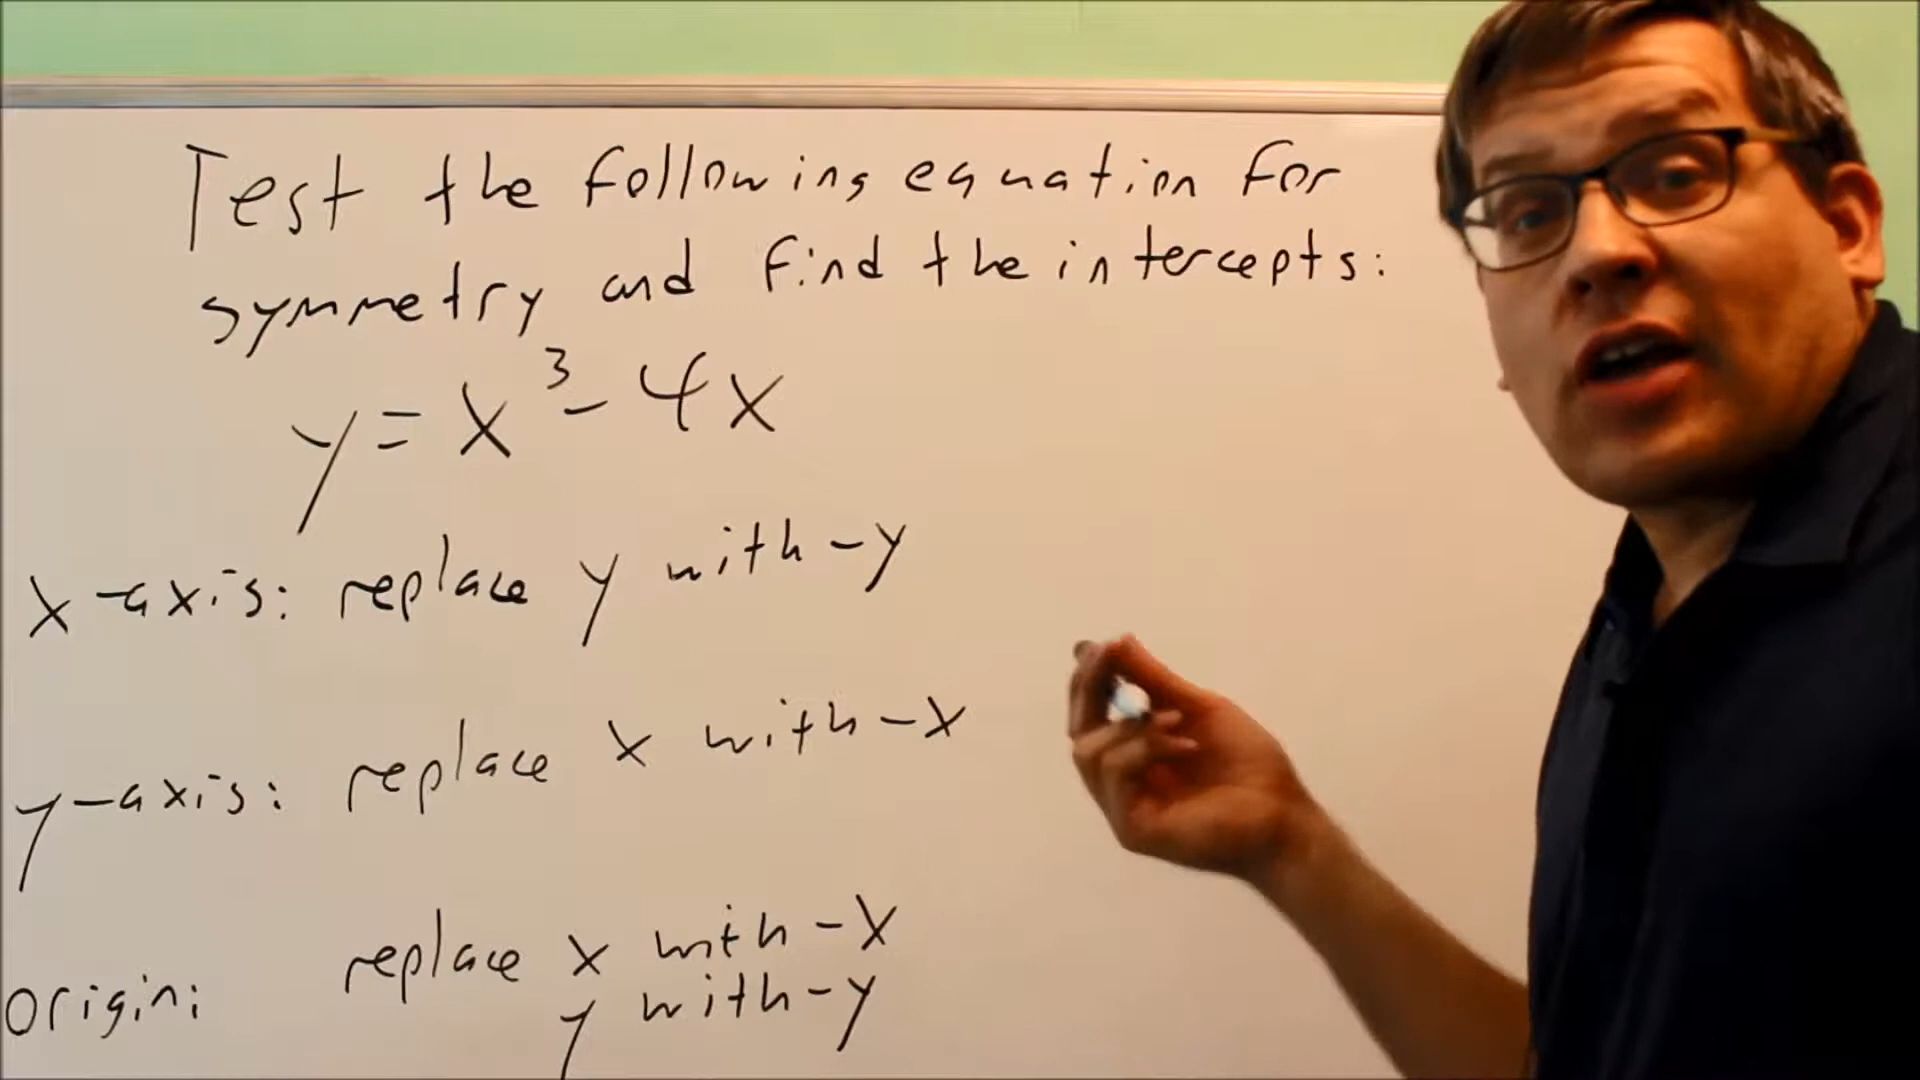 Test the following equation for
symmetry and find the intercepts:
y = x³ - 4x
x-axis: replace y with -y
y-axis: replace x with -x
origin: replace x with -x
y with -y